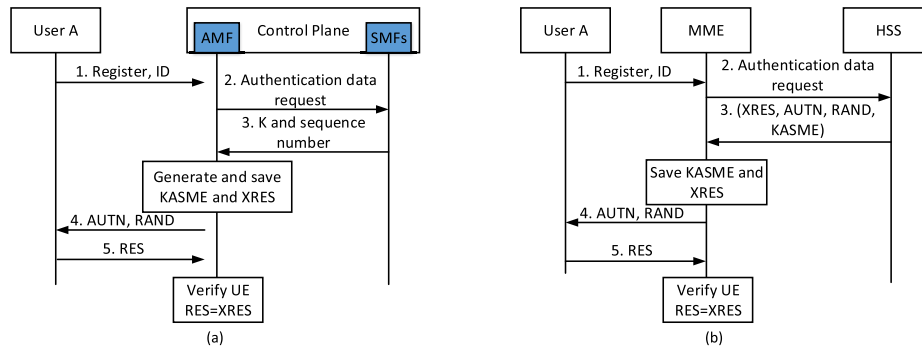 User A
AMF
Control Plane
SMFs
1. Register, ID
2. Authentication data
request
3. K and sequence
number
Generate and save
KASME and XRES
4. AUTN, RAND
5. RES
Verify UE
RES=XRES
(a)
User A
MME
HSS
1. Register, ID
2. Authentication data
request
3. (XRES, AUTN, RAND,
KASME)
Save KASME and
XRES
4. AUTN, RAND
5. RES
Verify UE
RES=XRES
(b)